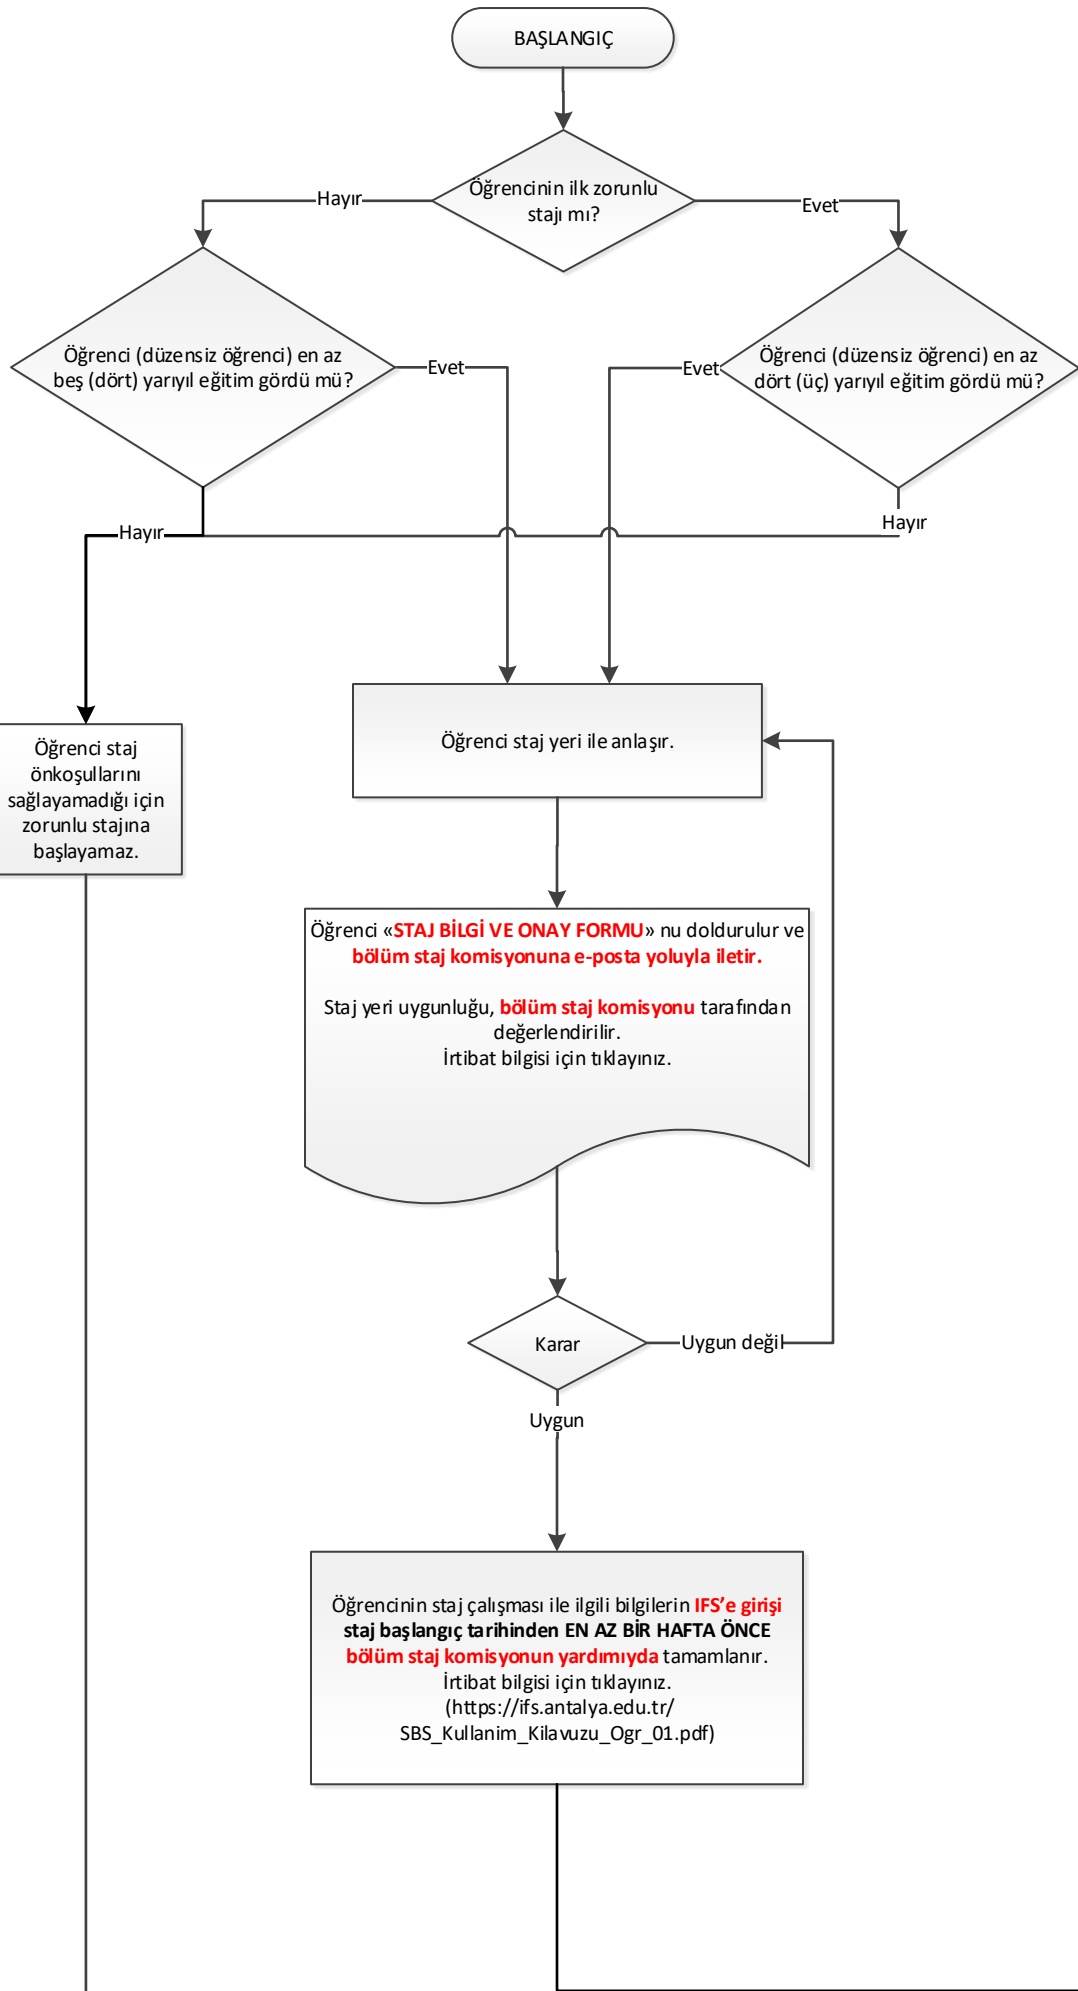 BAŞLANGIÇ
Öğrencinin ilk zorunlu
stajı mı?
Hayır
Evet
Öğrenci (düzensiz öğrenci) en az
beş (dört) yarıyıl eğitim gördü mü?
Evet
Evet
Öğrenci (düzensiz öğrenci) en az
dört (üç) yarıyıl eğitim gördü mü?
Hayır
Hayır
Öğrenci staj yeri ile anlaşır.
Öğrenci staj
önkoşullarını
sağlayamadığı için
zorunlu stajına
başlayamaz.
Öğrenci «STAJ BİLGİ VE ONAY FORMU» nu doldurulur ve
bölüm staj komisyonuna e-posta yoluyla iletir.
Staj yeri uygunluğu, bölüm staj komisyonu tarafından
değerlendirilir.
İrtibat bilgisi için tıklayınız.
Karar
Uygun değil
Uygun
Öğrencinin staj çalışması ile ilgili bilgilerin IFS’e girişi
staj başlangıç tarihinden EN AZ BİR HAFTA ÖNCE
bölüm staj komisyonun yardımıyda tamamlanır.
İrtibat bilgisi için tıklayınız.
(https://ifs.antalya.edu.tr/
SBS_Kullanim_Kilavuzu_Ogr_01.pdf)